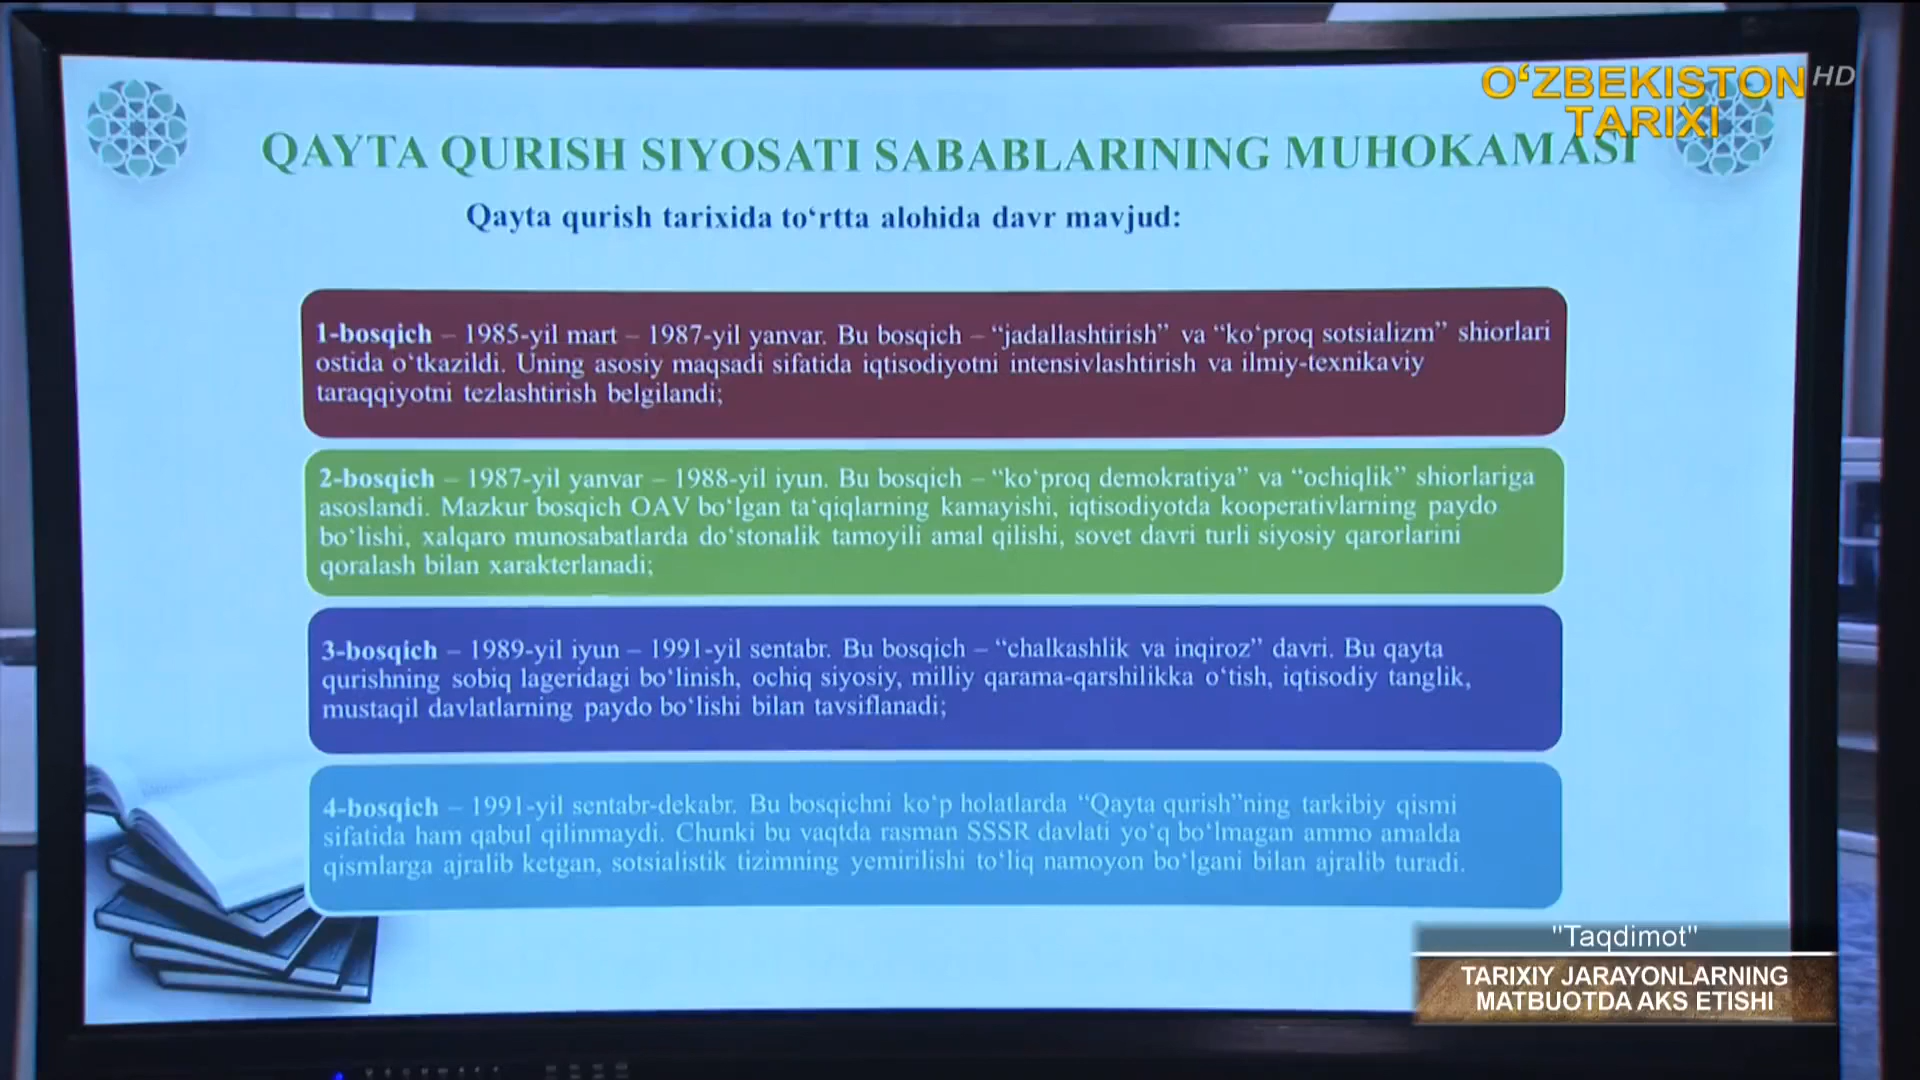 O‘ZBEKISTON HD
TARIXI
QAYTA QURISH SIYOSATI SABABLARINING MUHOKAMASI
Qayta qurish tarixida to‘rtta alohida davr mavjud:
1-bosqich – 1985-yil mart – 1987-yil yanvar. Bu bosqich – “jadallashtirish” va “ko‘proq sotsializm” shiorlari
ostida o‘tkazildi. Uning asosiy maqsadi sifatida iqtisodiyotni intensivlashtirish va ilmiy-texnikaviy
taraqqiyotni tezlashtirish belgilandi;
2-bosqich – 1987-yil yanvar – 1988-yil iyun. Bu bosqich – “ko‘proq demokratiya” va “ochiqlik” shiorlariga
asoslandi. Mazkur bosqich OAV bo‘lgan ta‘qiqlarning kamayishi, iqtisodiyotda kooperativlarning paydo
bo‘lishi, xalqaro munosabatlarda do‘stonalik tamoyili amal qilishi, sovet davri turli siyosiy qarorlarini
qoralash bilan xarakterlanadi;
3-bosqich – 1989-yil iyun – 1991-yil sentabr. Bu bosqich – “chalkashlik va inqiroz” davri. Bu qayta
qurishning sobiq lageridagi bo‘linish, ochiq siyosiy, milliy qarama-qarshilikka o‘tish, iqtisodiy tanglik,
mustaqil davlatlarning paydo bo‘lishi bilan tavsiflanadi;
4-bosqich – 1991-yil sentabr-dekabr. Bu bosqichni ko‘p holatlarda “Qayta qurish”ning tarkibiy qismi
sifatida ham qabul qilinmaydi. Chunki bu vaqtda rasman SSSR davlati yo‘q bo‘lmagan ammo amalda
qismlarga ajralib ketgan, sotsialistik tizimning yemirilishi to‘liq namoyon bo‘lgani bilan ajralib turadi.
"Taqdimot"
TARIXIY JARAYONLARNING
MATBUOTDA AKS ETISHI